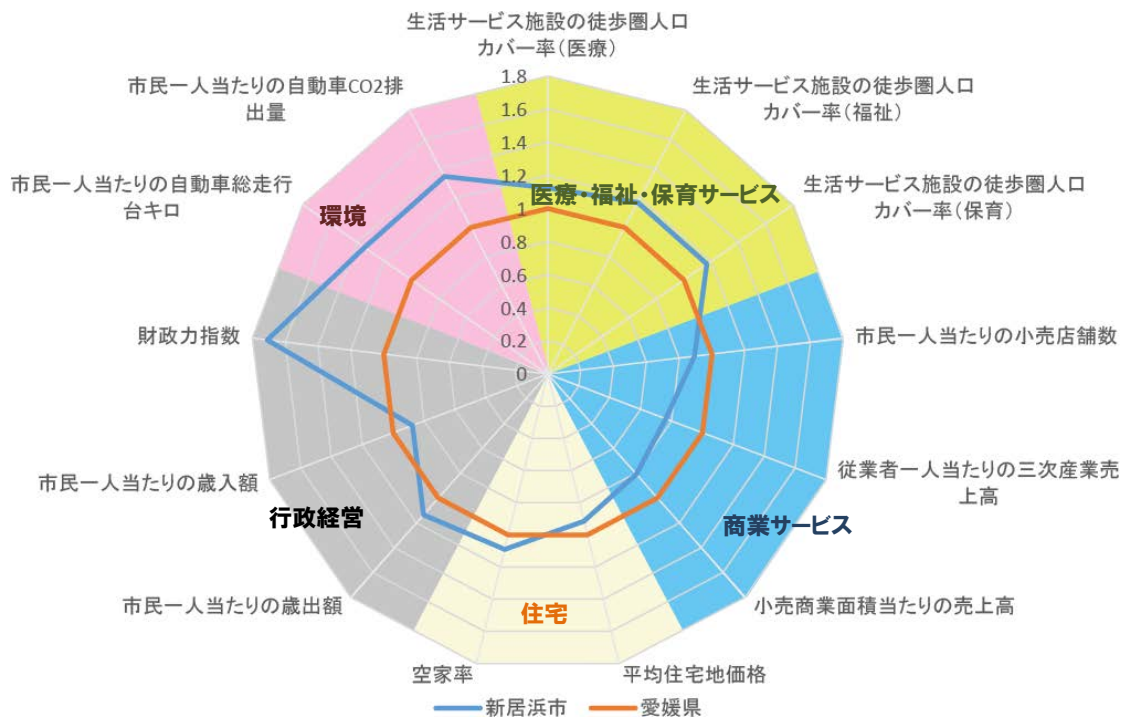 生活サービス施設の徒歩圏人口
カバー率（医療）
生活サービス施設の徒歩圏人口
カバー率（福祉）
生活サービス施設の徒歩圏人口
カバー率（保育）
市民一人当たりの小売店舗数
従業者一人当たりの三次産業売
上高
小売商業面積当たりの売上高
平均住宅地価格
空家率
市民一人当たりの歳出額
市民一人当たりの歳入額
財政力指数
市民一人当たりの自動車総走行
台キロ
市民一人当たりの自動車CO2排
出量
1.8
1.6
1.4
1.2
1
0.8
0.6
0.4
0.2
0
医療・福祉・保育サービス
商業サービス
住宅
行政経営
環境
新居浜市
愛媛県